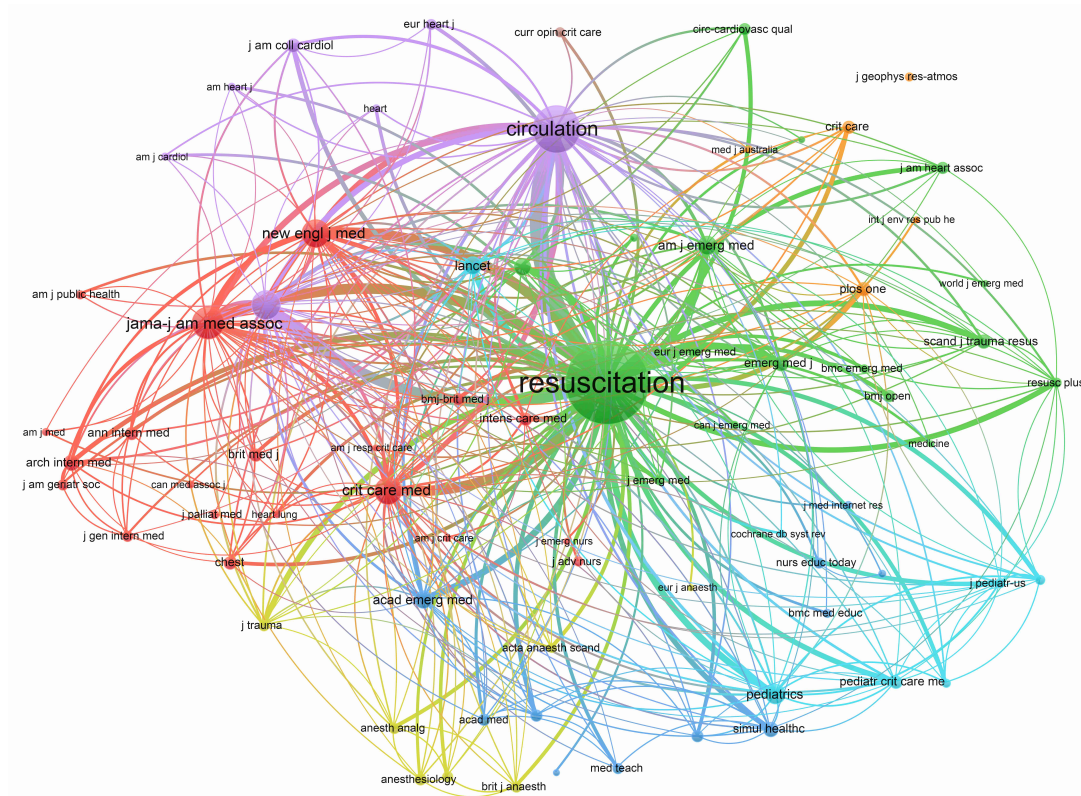 eur heart j
curr opin crit care
circ-cardiovasc qual
j am coll cardiol
j geophys res-atmos
am heart j
heart
circulation
crit care
med j australia
am j cardiol
j am heart assoc
int j env res pub he
new engl j med
am j emerg med
lancet
world j emerg med
am j public health
plos one
jama-j am med assoc
scand j trauma resus
eur j emerg med
emerg med j
bmc emerg med
resuscitation
resusc plus
bmj-brit med j
bmj open
intens care med
can j emerg med
am j med
ann intern med
am j resp crit care
medicine
brit med j
arch intern med
j am geriatr soc
can med assoc j
j emerg med
crit care med
j med internet res
j palliat med
heart lung
j gen intern med
am j crit care
j emerg nurs
cochrane db syst rev
chest
j adv nurs
nurs educ today
j pediatr-us
eur j anaesth
acad emerg med
bmc med educ
j trauma
acta anaesth scand
pediatr crit care me
pediatrics
acad med
anesth analg
simul healthc
med teach
anesthesiology
brit j anaesth